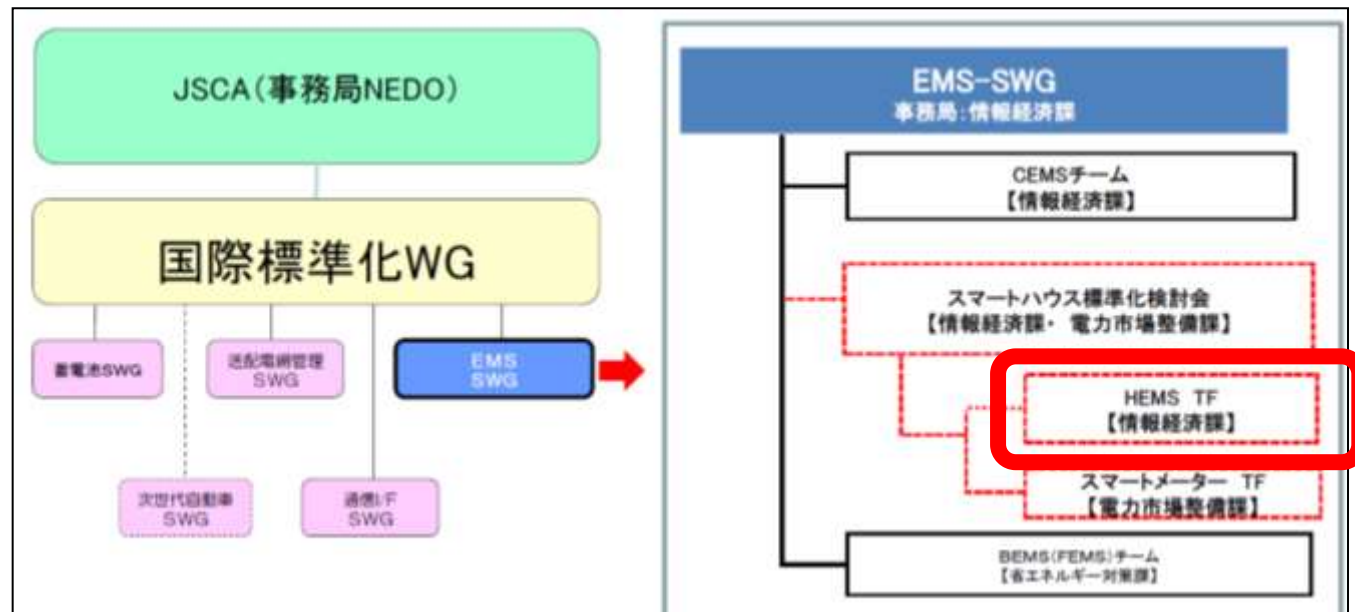 JSCA(事務局NEDO)
国際標準化WG
蓄電池SWG
送配電網管理
SWG
EMS
SWG
次世代自動車
SWG
通信I/F
SWG
EMS-SWG
事務局:情報経済課
CEMSチーム
【情報経済課】
スマートハウス標準化検討会
【情報経済課・ 電力市場整備課】
HEMS TF
【情報経済課】
スマートメーター TF
【電力市場整備課】
BEMS(FEMS)チーム
【省エネルギー対策課】